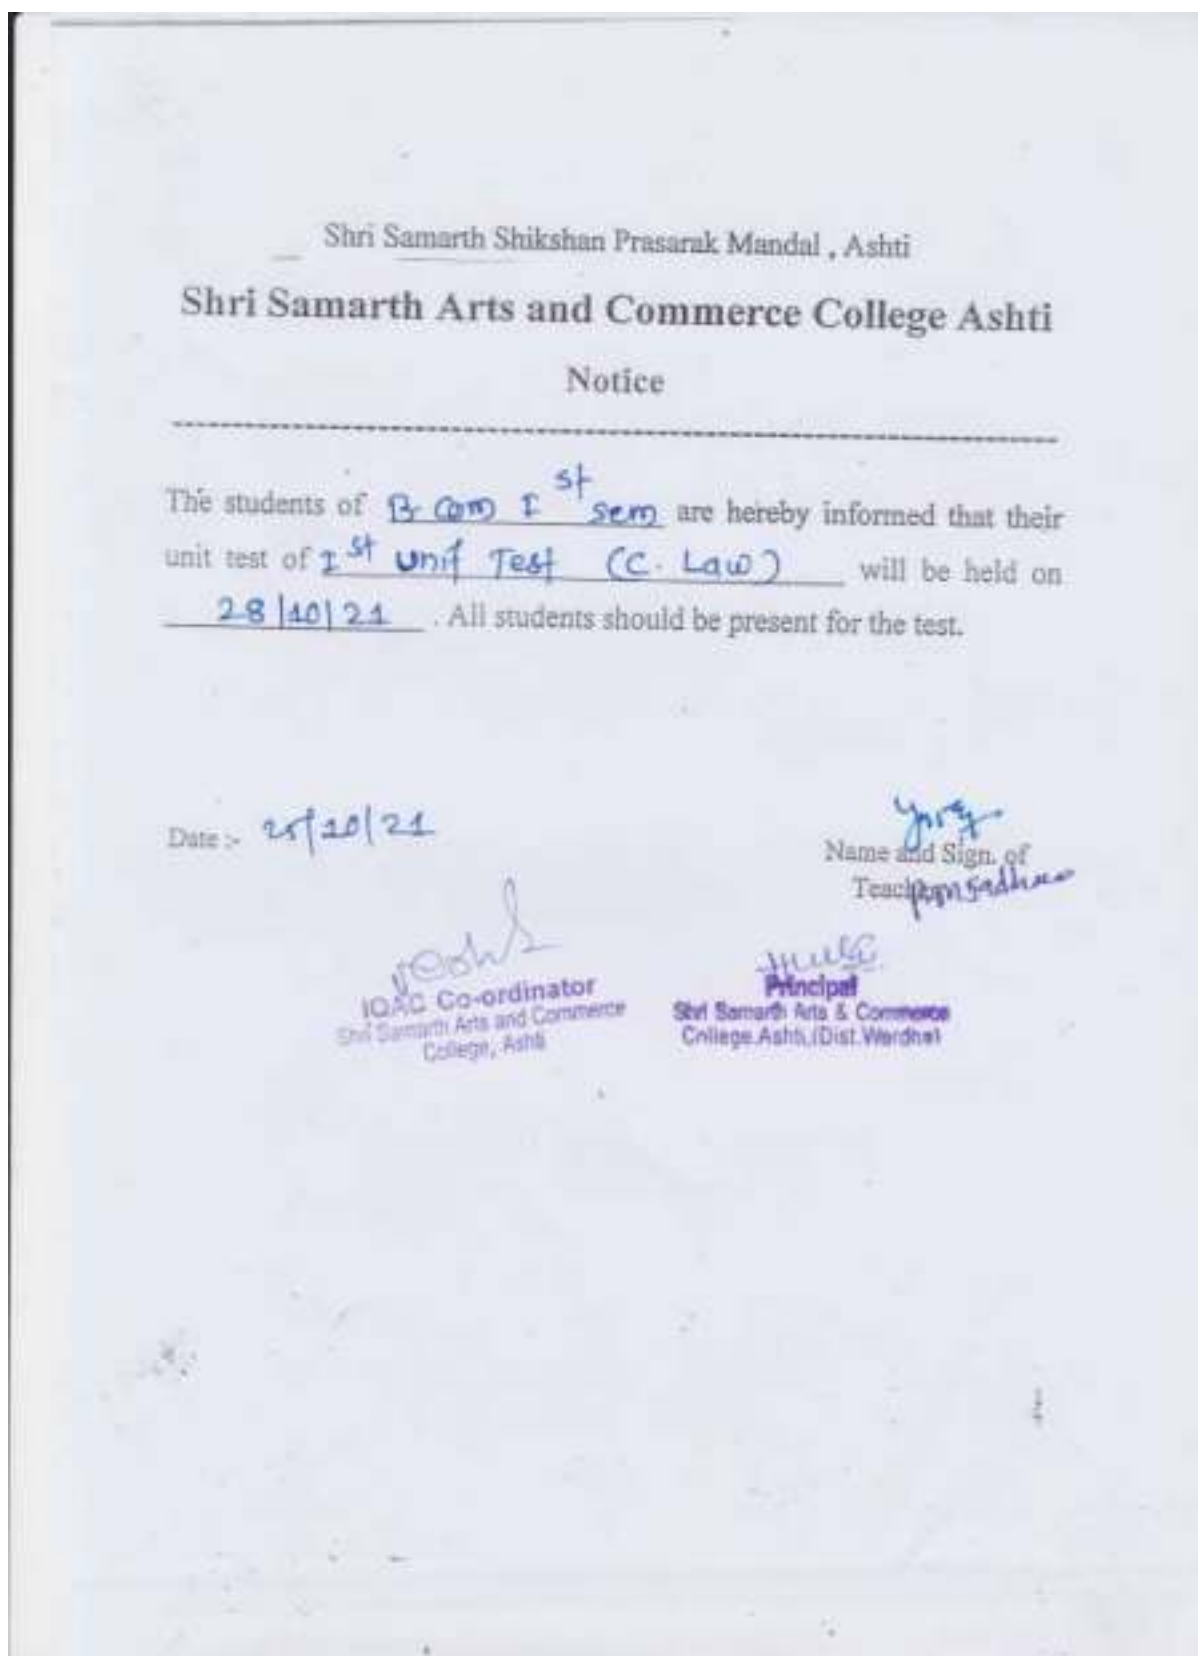 Shri Samarth Shikshan Prasarak Mandal , Ashti
Shri Samarth Arts and Commerce College Ashti
Notice
The students of B.Com I st sem are hereby informed that their
unit test of I st Unit Test (C. Law) will be held on
28/10/21 . All students should be present for the test.
Date :- 25/10/21
Name and Sign. of
Teacher
IQAC Co-ordinator
Shri Samarth Arts and Commerce
College, Ashti
Principal
Shri Samarth Arts & Commerce
College,Ashti,(Dist.Wardha)